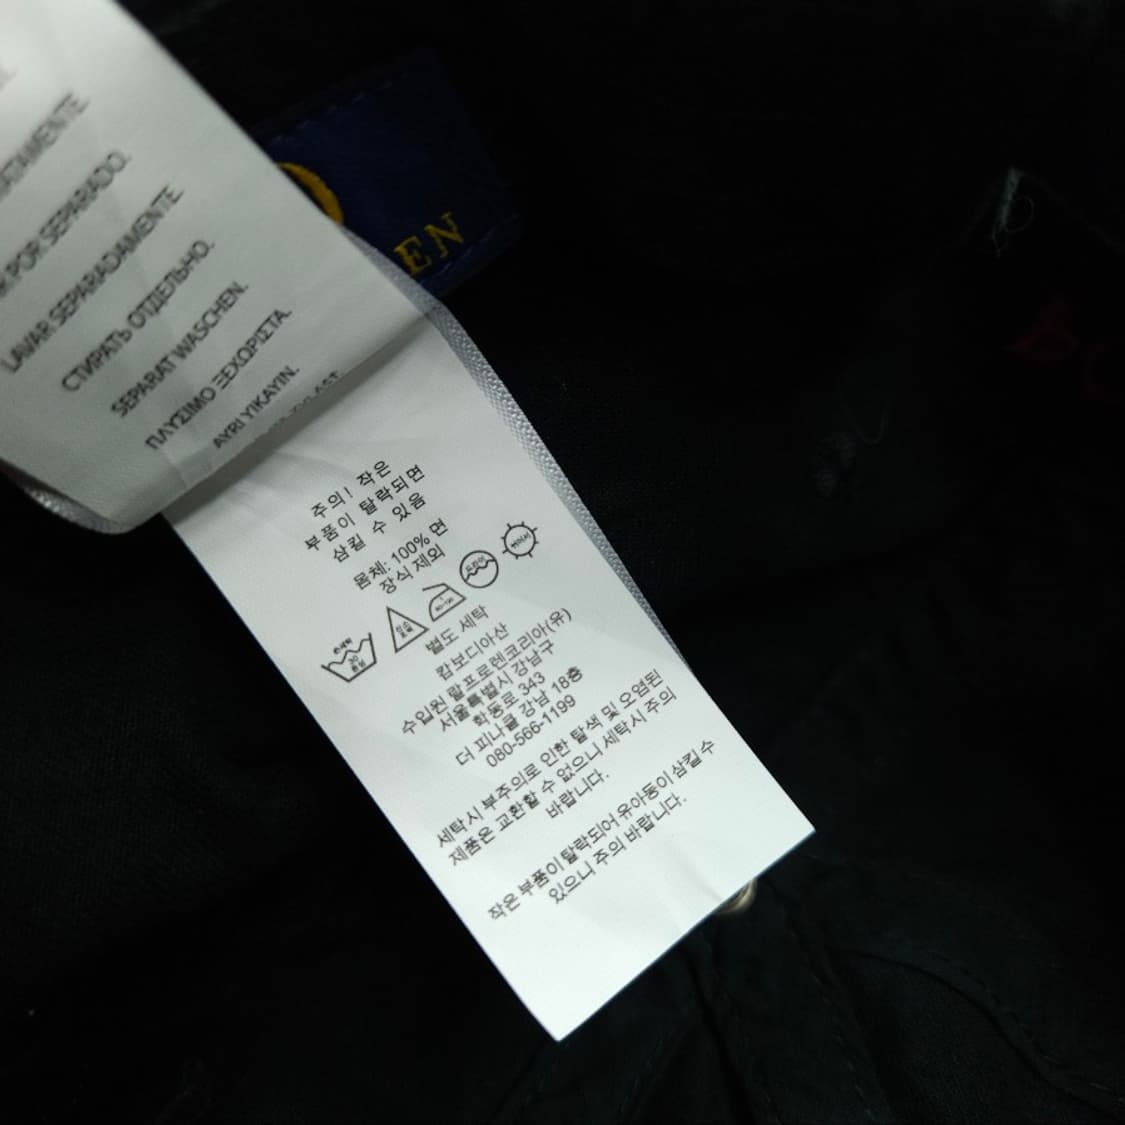 ATAMENTE.
R POR SEPARADO.
LAVAR SEPARADAMENTE.
СТИРАТЬ ОТДЕЛЬНО.
SEPARAT WASCHEN.
ΠΛΥΣΙΜΟ ΞΕΧΩΡΙΣΤΑ.
AYRI YIKAYIN.
EN
주의! 작은
부품이 탈락되면
삼킬 수 있음
몸체: 100% 면
장식 제외
별도 세탁
캄보디아산
수입원 랄프로렌코리아(유)
서울특별시 강남구
학동로 343
더 피나클 강남 18층
080-566-1199
세탁시 부주의로 인한 탈색 및 오염된
제품은 교환할 수 없으니 세탁시 주의
바랍니다.
작은 부품이 탈락되어 유아동이 삼킬 수
있으니 주의 바랍니다.